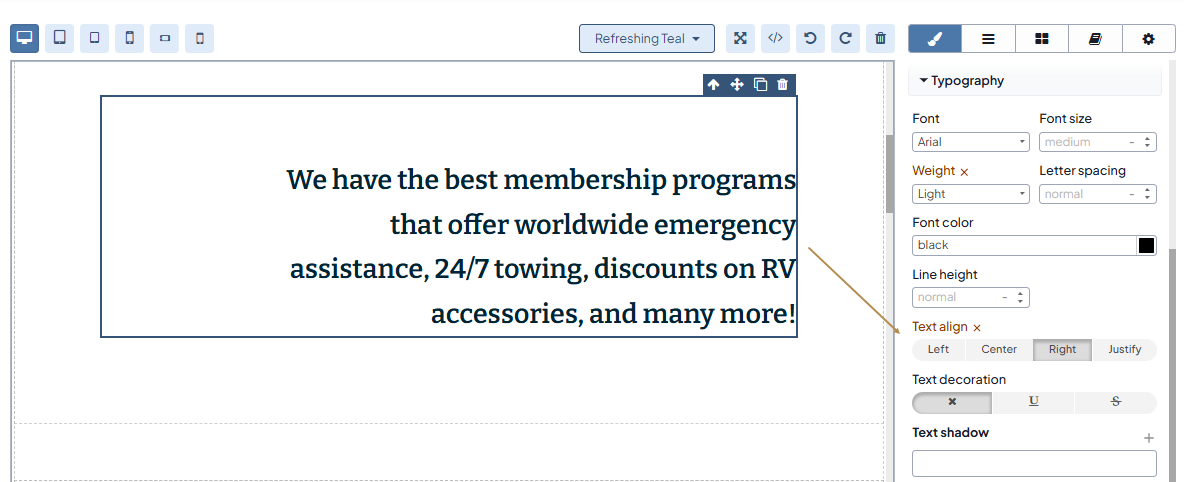 Refreshing Teal
</>
Typography
We have the best membership programs
that offer worldwide emergency
assistance, 24/7 towing, discounts on RV
accessories, and many more!
Font Font size
Arial medium -
Weight × Letter spacing
Light normal -
Font color
black
Line height
normal -
Text align ×
Left Center Right Justify
Text decoration
× U S
Text shadow +